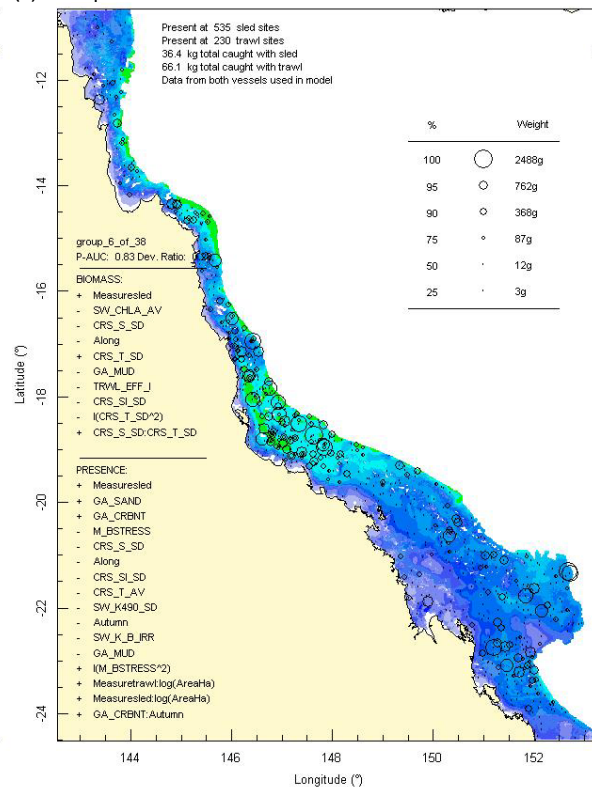 Present at 535 sled sites
Present at 230 trawl sites
36.4 kg total caught with sled
66.1 kg total caught with trawl
Data from both vessels used in model
% Weight
100 2488g
95 762g
90 368g
75 87g
50 12g
25 3g
group_6_of_38
P-AUC: 0.83 Dev. Ratio:
BIOMASS:
+ Measuresled
- SW_CHLA_AV
- CRS_S_SD
- Along
+ CRS_T_SD
- GA_MUD
- TRWL_EFF_I
- CRS_SI_SD
- I(CRS_T_SD^2)
+ CRS_S_SD:CRS_T_SD
PRESENCE:
+ Measuresled
+ GA_SAND
+ GA_CRBNT
- M_BSTRESS
- CRS_S_SD
- Along
- CRS_SI_SD
- CRS_T_AV
- SW_K490_SD
- Autumn
- SW_K_B_IRR
- GA_MUD
+ I(M_BSTRESS^2)
+ Measuretrawl:log(AreaHa)
+ Measuresled:log(AreaHa)
+ GA_CRBNT:Autumn
-12
-14
-16
-18
-20
-22
-24
Latitude (°)
144 146 148 150 152
Longitude (°)